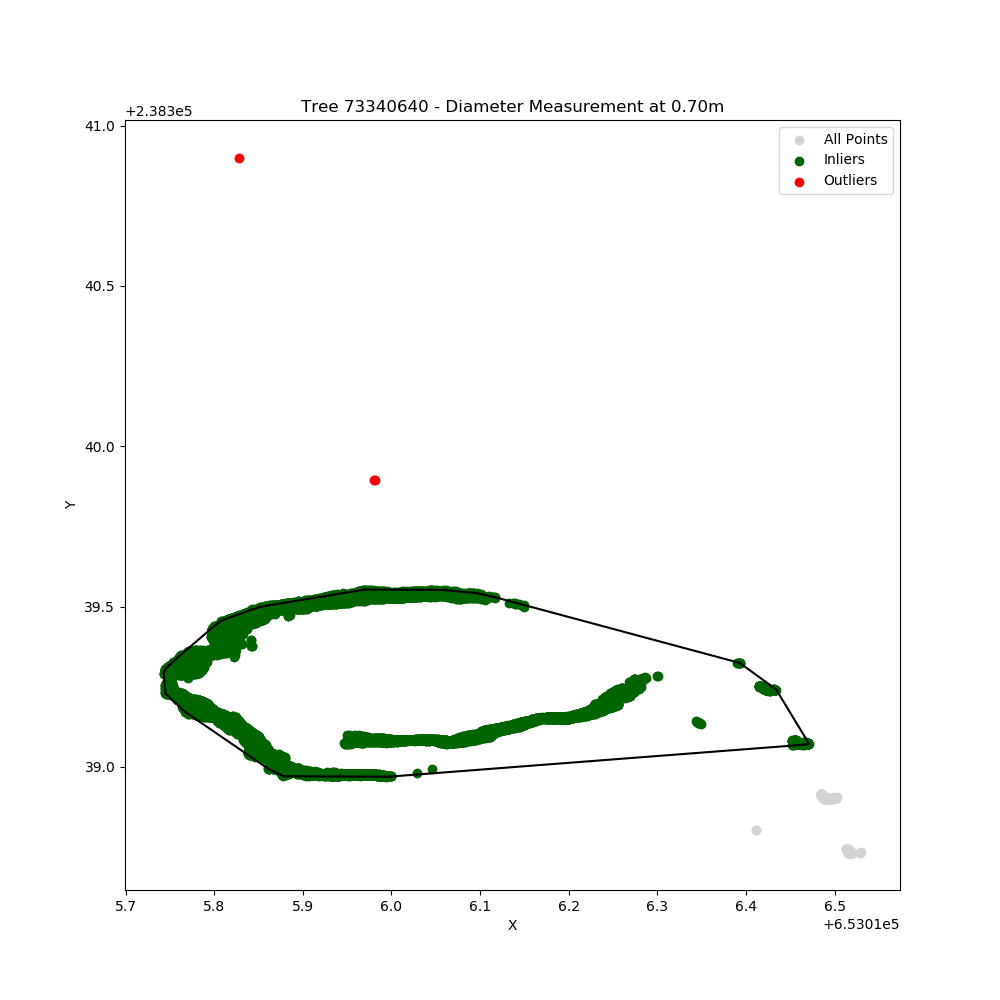 Tree 73340640 - Diameter Measurement at 0.70m
+2.383e5
41.0
40.5
40.0
39.5
39.0
Y
All Points
Inliers
Outliers
5.7 5.8 5.9 6.0 6.1 6.2 6.3 6.4 6.5
X
+6.5301e5